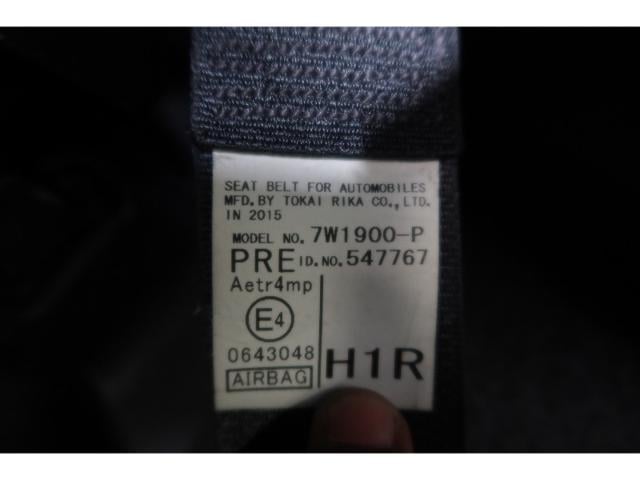 SEAT BELT FOR AUTOMOBILES
MFD. BY TOKAI RIKA CO., LTD.
IN 2015
MODEL NO. 7W1900-P
PRE ID.NO. 547767
Aetr4mp
E4
0643048
AIRBAG
H1R